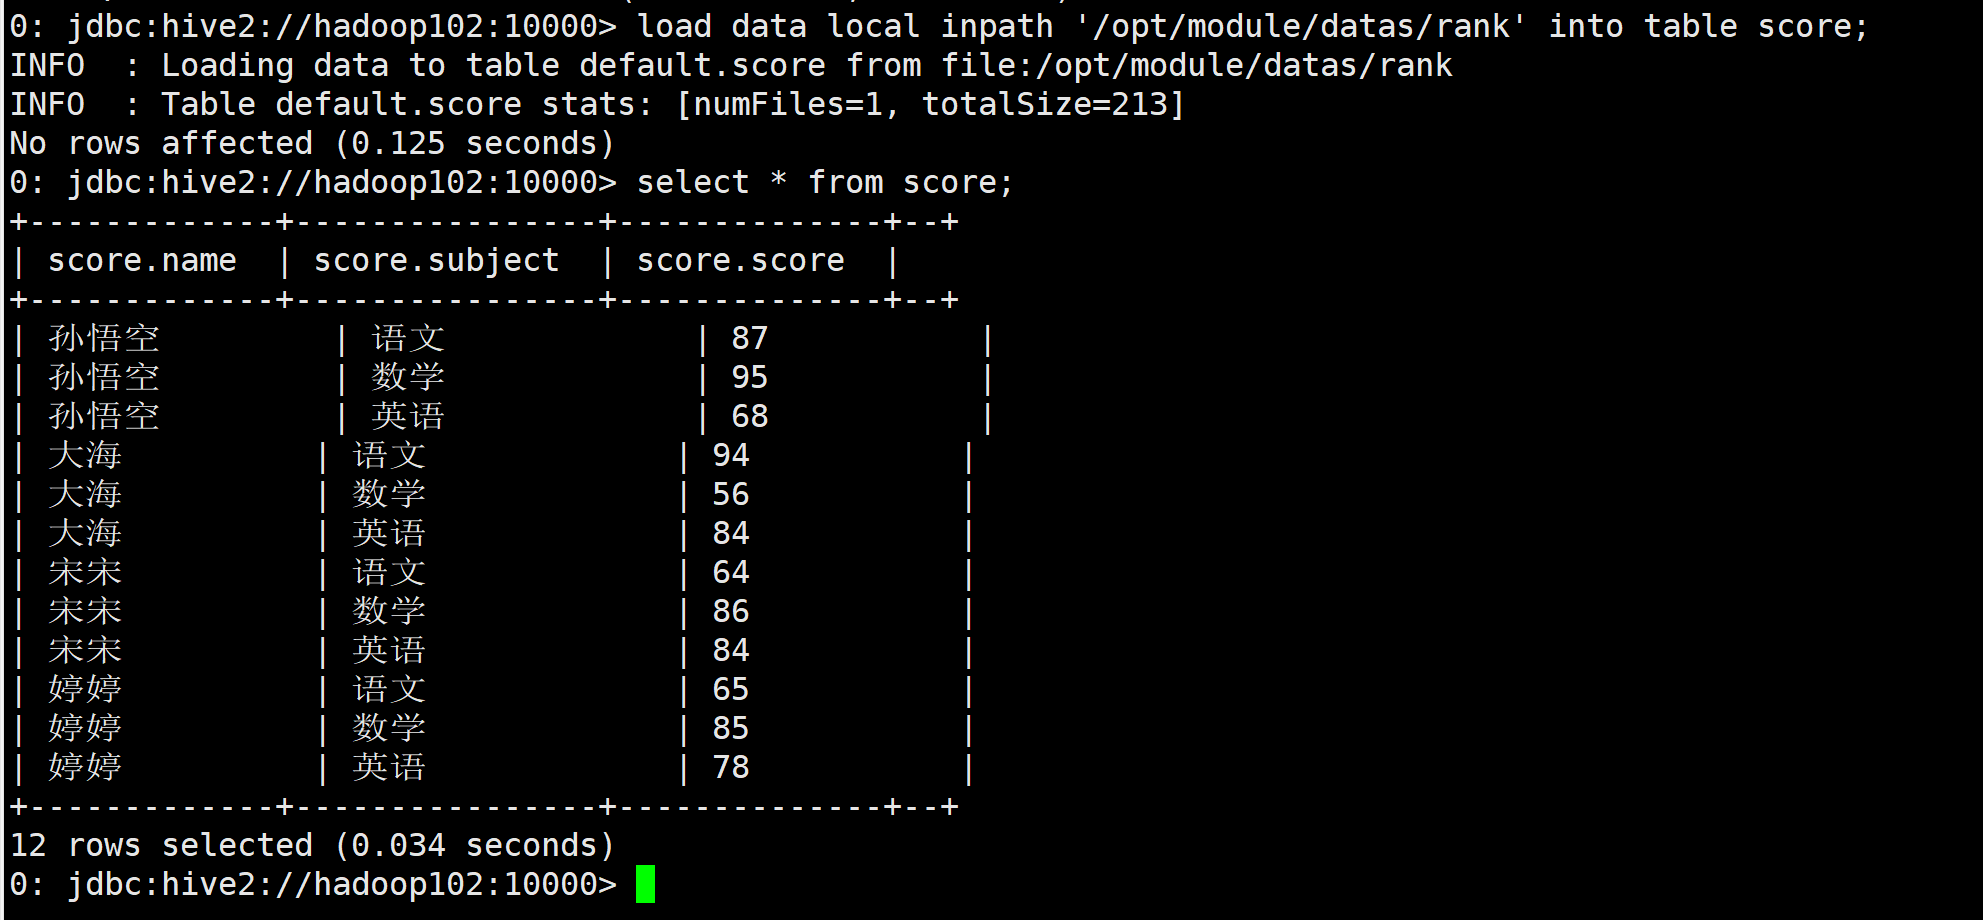 0: jdbc:hive2://hadoop102:10000> load data local inpath '/opt/module/datas/rank' into table score;
INFO  : Loading data to table default.score from file:/opt/module/datas/rank
INFO  : Table default.score stats: [numFiles=1, totalSize=213]
No rows affected (0.125 seconds)
0: jdbc:hive2://hadoop102:10000> select * from score;
+-------------+----------------+--------------+--+
| score.name  | score.subject  | score.score  |
+-------------+----------------+--------------+--+
| 孙悟空         | 语文             | 87           |
| 孙悟空         | 数学             | 95           |
| 孙悟空         | 英语             | 68           |
| 大海          | 语文             | 94           |
| 大海          | 数学             | 56           |
| 大海          | 英语             | 84           |
| 宋宋          | 语文             | 64           |
| 宋宋          | 数学             | 86           |
| 宋宋          | 英语             | 84           |
| 婷婷          | 语文             | 65           |
| 婷婷          | 数学             | 85           |
| 婷婷          | 英语             | 78           |
+-------------+----------------+--------------+--+
12 rows selected (0.034 seconds)
0: jdbc:hive2://hadoop102:10000>